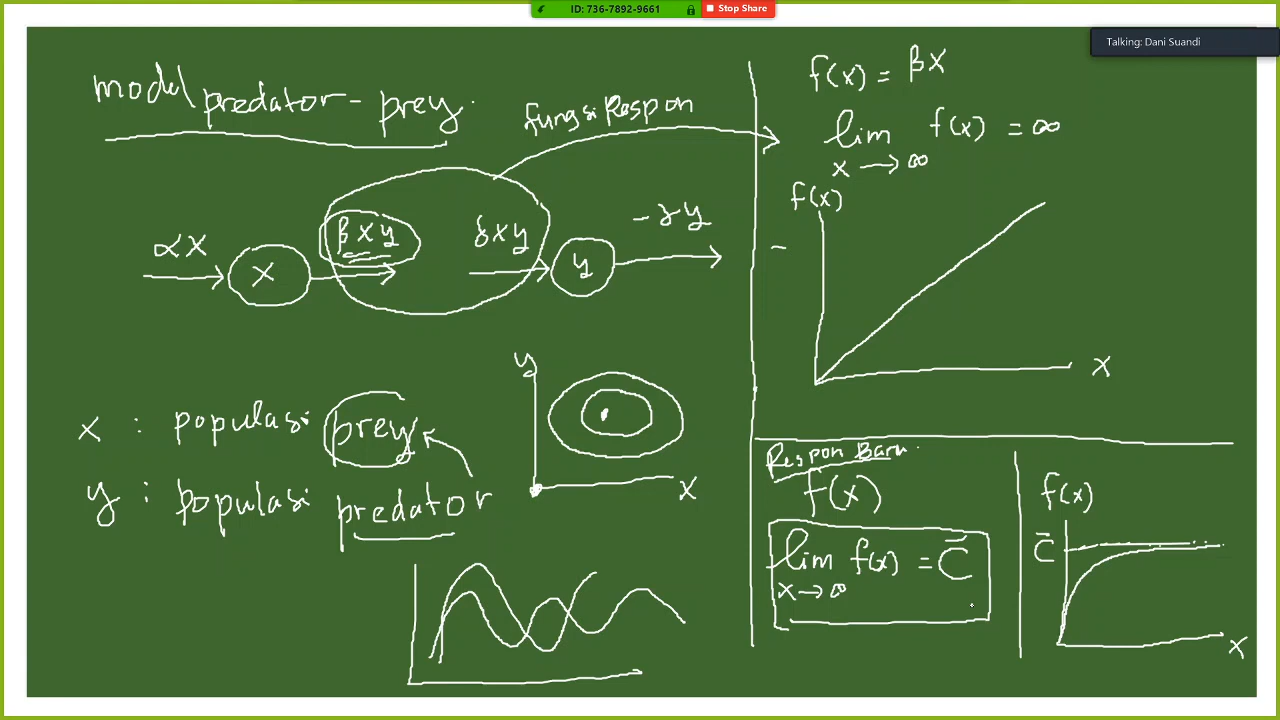 ID: 736-7892-9661
Stop Share
Talking: Dani Suandi
model predator - prey
Fungsi Respon
αX
X
βXy
δXy
y
-γy
x : populasi prey
y : populasi predator
y
X
f(x) = βX
lim f(x) = ∞
x → ∞
f(x)
X
Respon Baru
f(x)
lim f(x) = C̄
x → ∞
f(x)
C̄
X